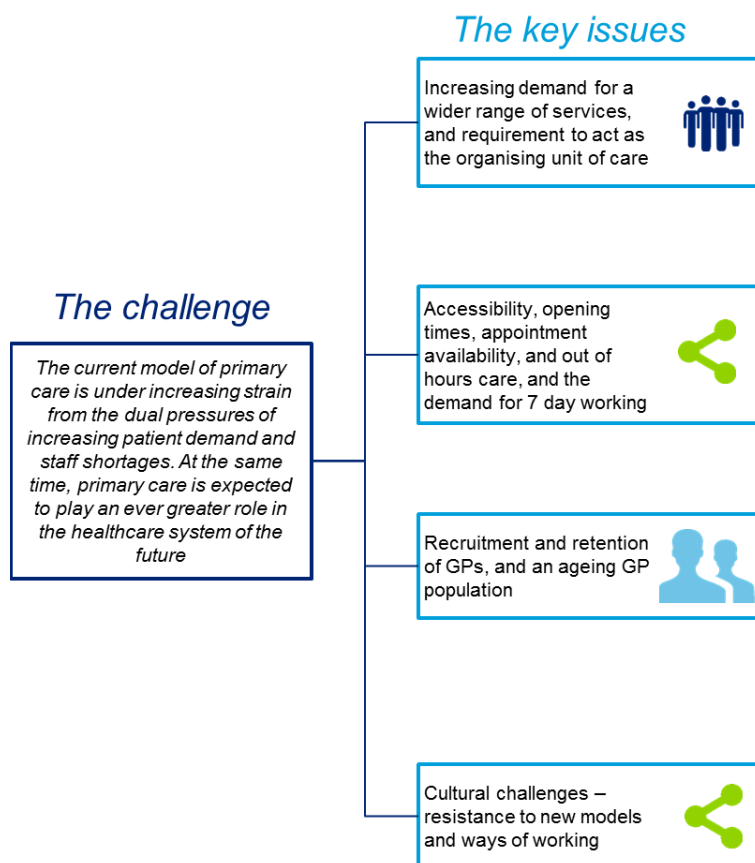 The key issues
Increasing demand for a
wider range of services,
and requirement to act as
the organising unit of care
The challenge
The current model of primary
care is under increasing strain
from the dual pressures of
increasing patient demand and
staff shortages. At the same
time, primary care is expected
to play an ever greater role in
the healthcare system of the
future
Accessibility, opening
times, appointment
availability, and out of
hours care, and the
demand for 7 day working
Recruitment and retention
of GPs, and an ageing GP
population
Cultural challenges –
resistance to new models
and ways of working